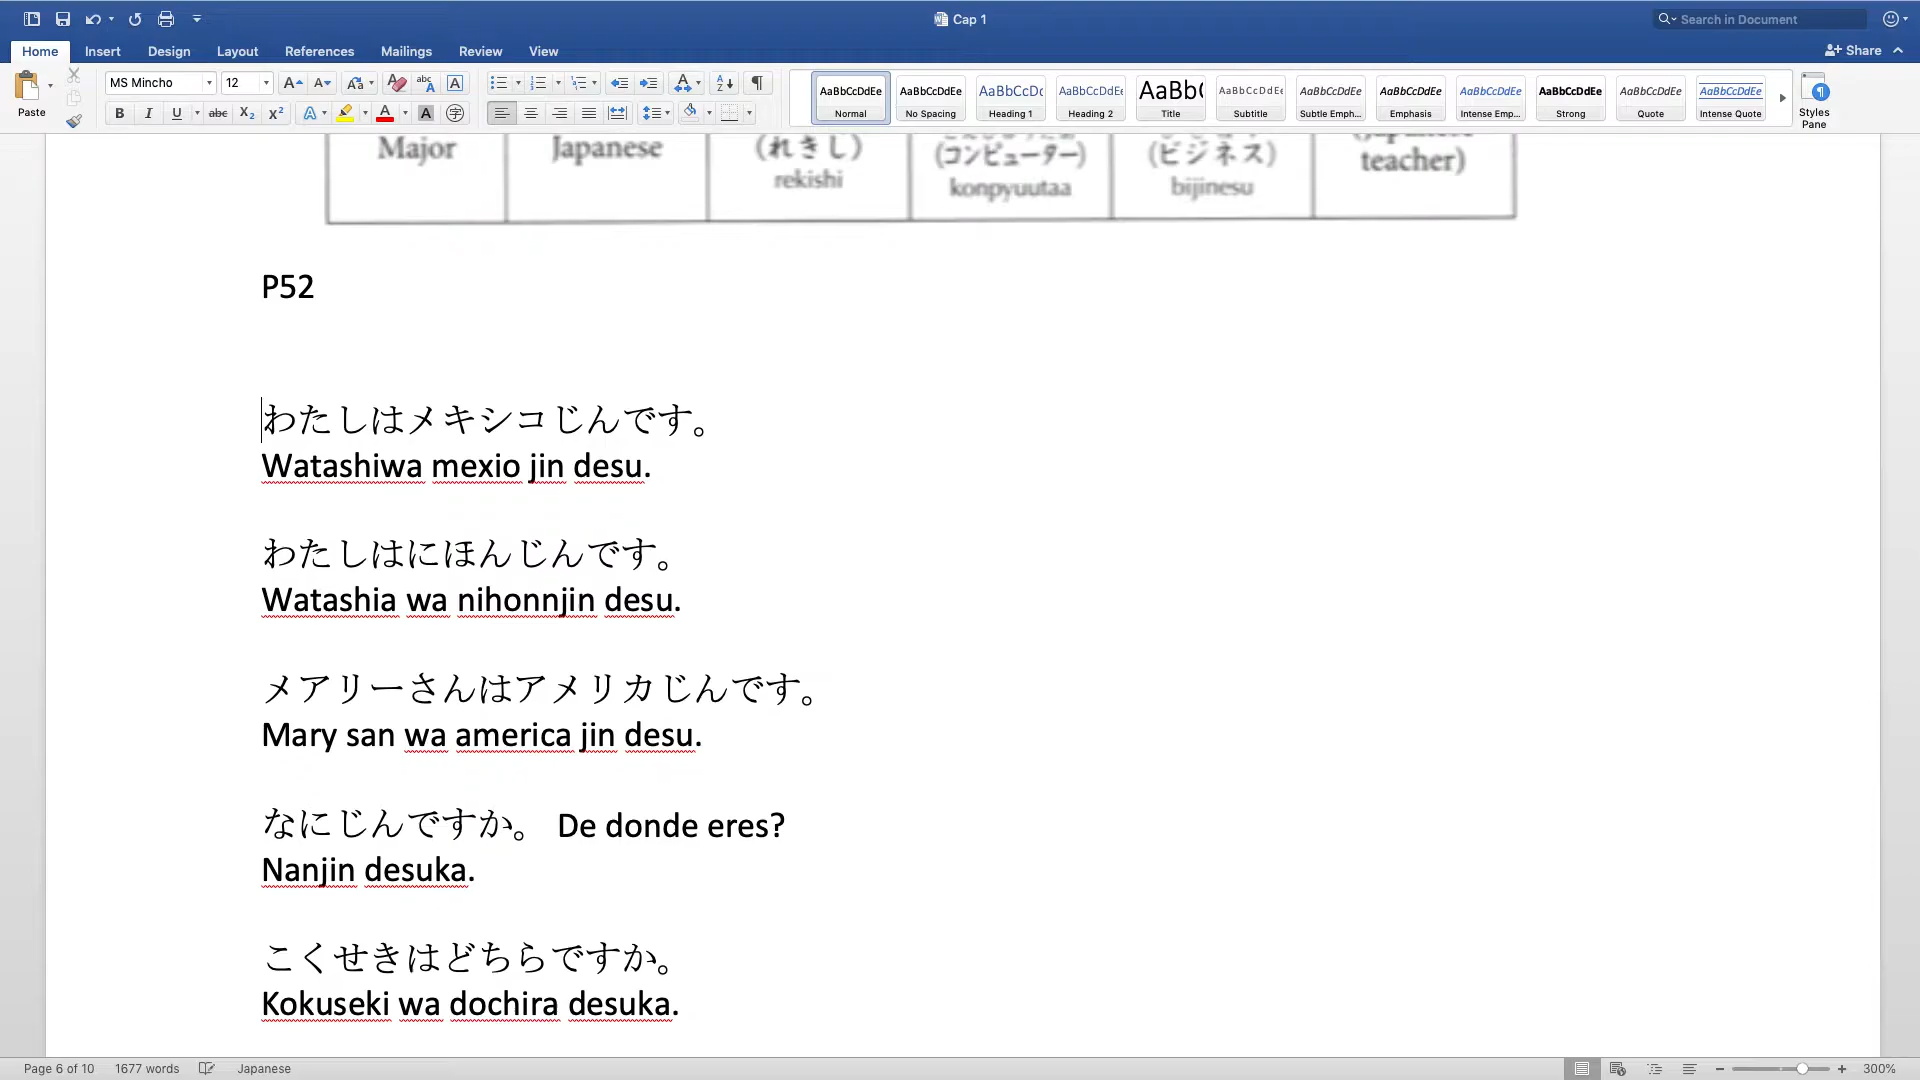 Cap 1
Search in Document
Home Insert Design Layout References Mailings Review View
Share
Paste
MS Mincho 12
AaBbCcDdEe AaBbCcDdEe AaBbCcDc AaBbCcDdEe AaBb( AaBbCcDdEe AaBbCcDdEe AaBbCcDdEe AaBbCcDdEe AaBbCcDdEe AaBbCcDdEe AaBbCcDdEe
Normal No Spacing Heading 1 Heading 2 Title Subtitle Subtle Emph... Emphasis Intense Emp... Strong Quote Intense Quote
Styles Pane
Major Japanese (れきし) (コンピューター) (ビジネス) teacher)
rekishi konpyuutaa bijinesu
P52
わたしはメキシコじんです。
Watashiwa mexio jin desu.
わたしはにほんじんです。
Watashia wa nihonnjin desu.
メアリーさんはアメリカじんです。
Mary san wa america jin desu.
なにじんですか。 De donde eres?
Nanjin desuka.
こくせきはどちらですか。
Kokuseki wa dochira desuka.
Page 6 of 10 1677 words Japanese 300%